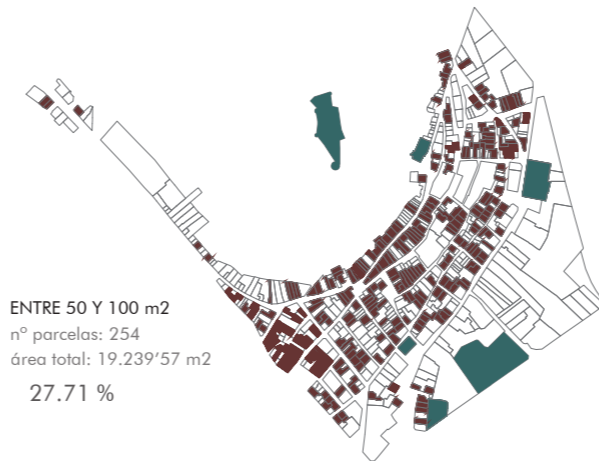 ENTRE 50 Y 100 m2
nº parcelas: 254
área total: 19.239’57 m2
27.71 %